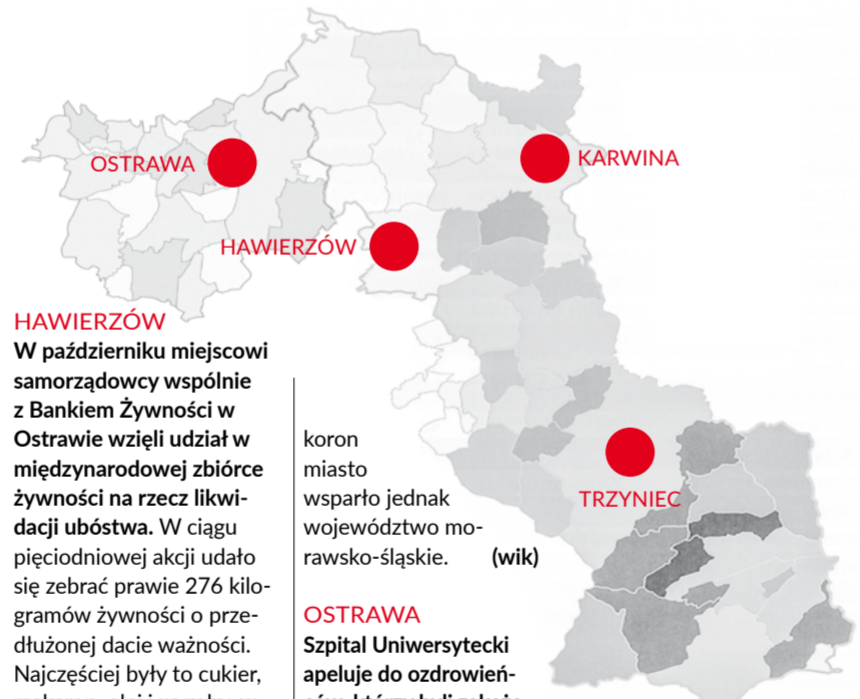 OSTRAWA
KARWINA
HAWIERZÓW
TRZYNIEC
HAWIERZÓW
W październiku miejscowi
samorządowcy wspólnie
z Bankiem Żywności w
Ostrawie wzięli udział w
międzynarodowej zbiórce
żywności na rzecz likwi-
dacji ubóstwa. W ciągu
pięciodniowej akcji udało
się zebrać prawie 276 kilo-
gramów żywności o prze-
dłużonej dacie ważności.
Najczęściej były to cukier,
koron
miasto
wsparło jednak
województwo mo-
rawsko-śląskie. (wik)
OSTRAWA
Szpital Uniwersytecki
apeluje do ozdrowień-